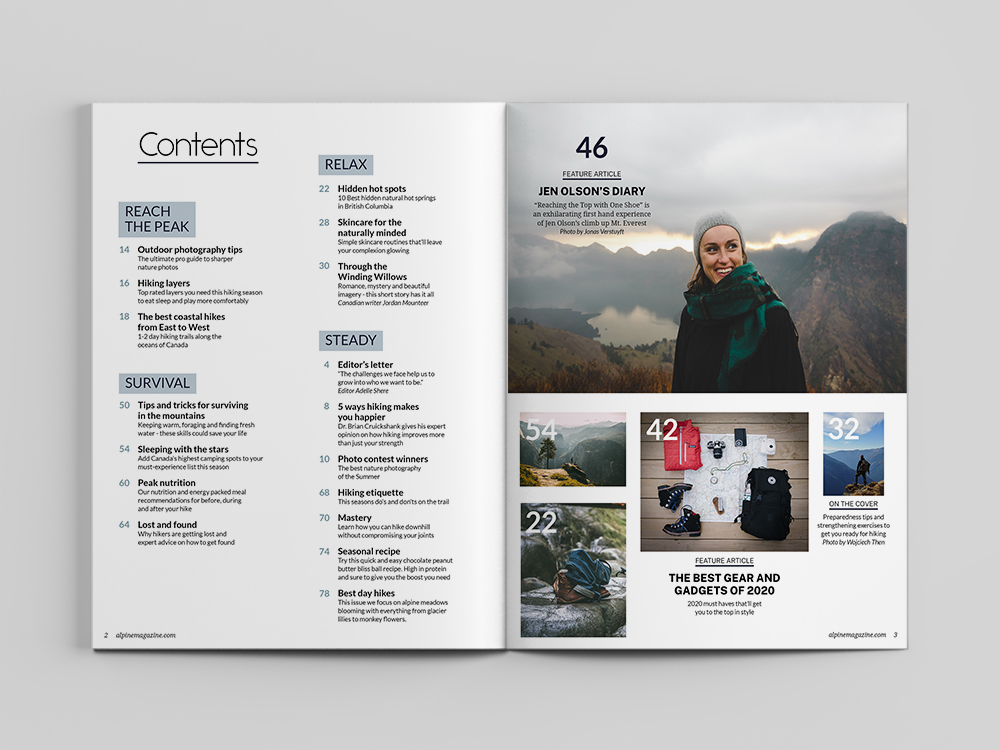 Contents
REACH
THE PEAK
14 Outdoor photography tips
The ultimate pro guide to sharper
nature photos
16 Hiking layers
Top rated layers you need this hiking season
to eat sleep and play more comfortably
18 The best coastal hikes
from East to West
1-2 day hiking trails along the
oceans of Canada
SURVIVAL
50 Tips and tricks for surviving
in the mountains
Keeping warm, foraging and finding fresh
water - these skills could save your life
54 Sleeping with the stars
Add Canada's highest camping spots to your
must-experience list this season
60 Peak nutrition
Our nutrition and energy packed meal
recommendations for before, during
and after your hike
64 Lost and found
Why hikers are getting lost and
expert advice on how to get found
RELAX
22 Hidden hot spots
10 Best hidden natural hot springs
in British Columbia
28 Skincare for the
naturally minded
Simple skincare routines that'll leave
your complexion glowing
30 Through the
Winding Willows
Romance, mystery and beautiful
imagery - this short story has it all
Canadian writer Jordan Mounteer
STEADY
4 Editor's letter
"The challenges we face help us to
grow into who we want to be."
Editor Adelle Shere
8 5 ways hiking makes
you happier
Dr. Brian Cruickshank gives his expert
opinion on how hiking improves more
than just your strength
10 Photo contest winners
The best nature photography
of the Summer
68 Hiking etiquette
This seasons do's and don'ts on the trail
70 Mastery
Learn how you can hike downhill
without compromising your joints
74 Seasonal recipe
Try this quick and easy chocolate peanut
butter bliss ball recipe. High in protein
and sure to give you the boost you need
78 Best day hikes
This issue we focus on alpine meadows
blooming with everything from glacier
lilies to monkey flowers.
2 alpinemagazine.com
46
FEATURE ARTICLE
JEN OLSON'S DIARY
"Reaching the Top with One Shoe" is
an exhilarating first hand experience
of Jen Olson's climb up Mt. Everest
Photo by Jonas Verstuyft
54
22
42
FEATURE ARTICLE
THE BEST GEAR AND
GADGETS OF 2020
2020 must haves that'll get
you to the top in style
32
ON THE COVER
Preparedness tips and
strengthening exercises to
get you ready for hiking
Photo by Wojciech Then
alpinemagazine.com 3